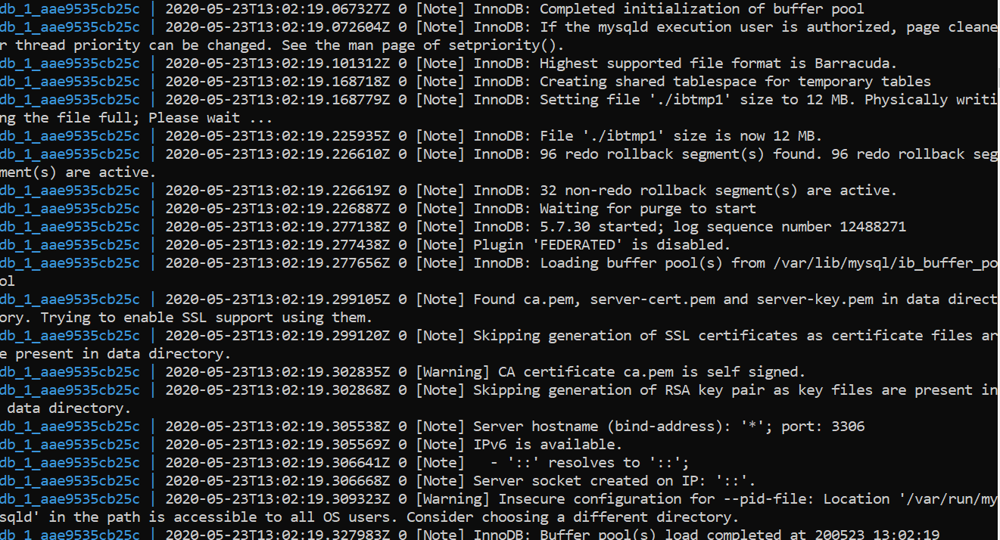 db_1_aae9535cb25c | 2020-05-23T13:02:19.067327Z 0 [Note] InnoDB: Completed initialization of buffer pool
db_1_aae9535cb25c | 2020-05-23T13:02:19.072604Z 0 [Note] InnoDB: If the mysqld execution user is authorized, page cleane
r thread priority can be changed. See the man page of setpriority().
db_1_aae9535cb25c | 2020-05-23T13:02:19.101312Z 0 [Note] InnoDB: Highest supported file format is Barracuda.
db_1_aae9535cb25c | 2020-05-23T13:02:19.168718Z 0 [Note] InnoDB: Creating shared tablespace for temporary tables
db_1_aae9535cb25c | 2020-05-23T13:02:19.168779Z 0 [Note] InnoDB: Setting file './ibtmp1' size to 12 MB. Physically writi
ng the file full; Please wait ...
db_1_aae9535cb25c | 2020-05-23T13:02:19.225935Z 0 [Note] InnoDB: File './ibtmp1' size is now 12 MB.
db_1_aae9535cb25c | 2020-05-23T13:02:19.226610Z 0 [Note] InnoDB: 96 redo rollback segment(s) found. 96 redo rollback seg
ment(s) are active.
db_1_aae9535cb25c | 2020-05-23T13:02:19.226619Z 0 [Note] InnoDB: 32 non-redo rollback segment(s) are active.
db_1_aae9535cb25c | 2020-05-23T13:02:19.226887Z 0 [Note] InnoDB: Waiting for purge to start
db_1_aae9535cb25c | 2020-05-23T13:02:19.277138Z 0 [Note] InnoDB: 5.7.30 started; log sequence number 12488271
db_1_aae9535cb25c | 2020-05-23T13:02:19.277438Z 0 [Note] Plugin 'FEDERATED' is disabled.
db_1_aae9535cb25c | 2020-05-23T13:02:19.277656Z 0 [Note] InnoDB: Loading buffer pool(s) from /var/lib/mysql/ib_buffer_po
ol
db_1_aae9535cb25c | 2020-05-23T13:02:19.299105Z 0 [Note] Found ca.pem, server-cert.pem and server-key.pem in data direct
ory. Trying to enable SSL support using them.
db_1_aae9535cb25c | 2020-05-23T13:02:19.299120Z 0 [Note] Skipping generation of SSL certificates as certificate files ar
e present in data directory.
db_1_aae9535cb25c | 2020-05-23T13:02:19.302835Z 0 [Warning] CA certificate ca.pem is self signed.
db_1_aae9535cb25c | 2020-05-23T13:02:19.302868Z 0 [Note] Skipping generation of RSA key pair as key files are present in
 data directory.
db_1_aae9535cb25c | 2020-05-23T13:02:19.305538Z 0 [Note] Server hostname (bind-address): '*'; port: 3306
db_1_aae9535cb25c | 2020-05-23T13:02:19.305569Z 0 [Note] IPv6 is available.
db_1_aae9535cb25c | 2020-05-23T13:02:19.306641Z 0 [Note]   - '::' resolves to '::';
db_1_aae9535cb25c | 2020-05-23T13:02:19.306668Z 0 [Note] Server socket created on IP: '::'.
db_1_aae9535cb25c | 2020-05-23T13:02:19.309323Z 0 [Warning] Insecure configuration for --pid-file: Location '/var/run/my
sqld' in the path is accessible to all OS users. Consider choosing a different directory.
db_1_aae9535cb25c | 2020-05-23T13:02:19.327983Z 0 [Note] InnoDB: Buffer pool(s) load completed at 200523 13:02:19